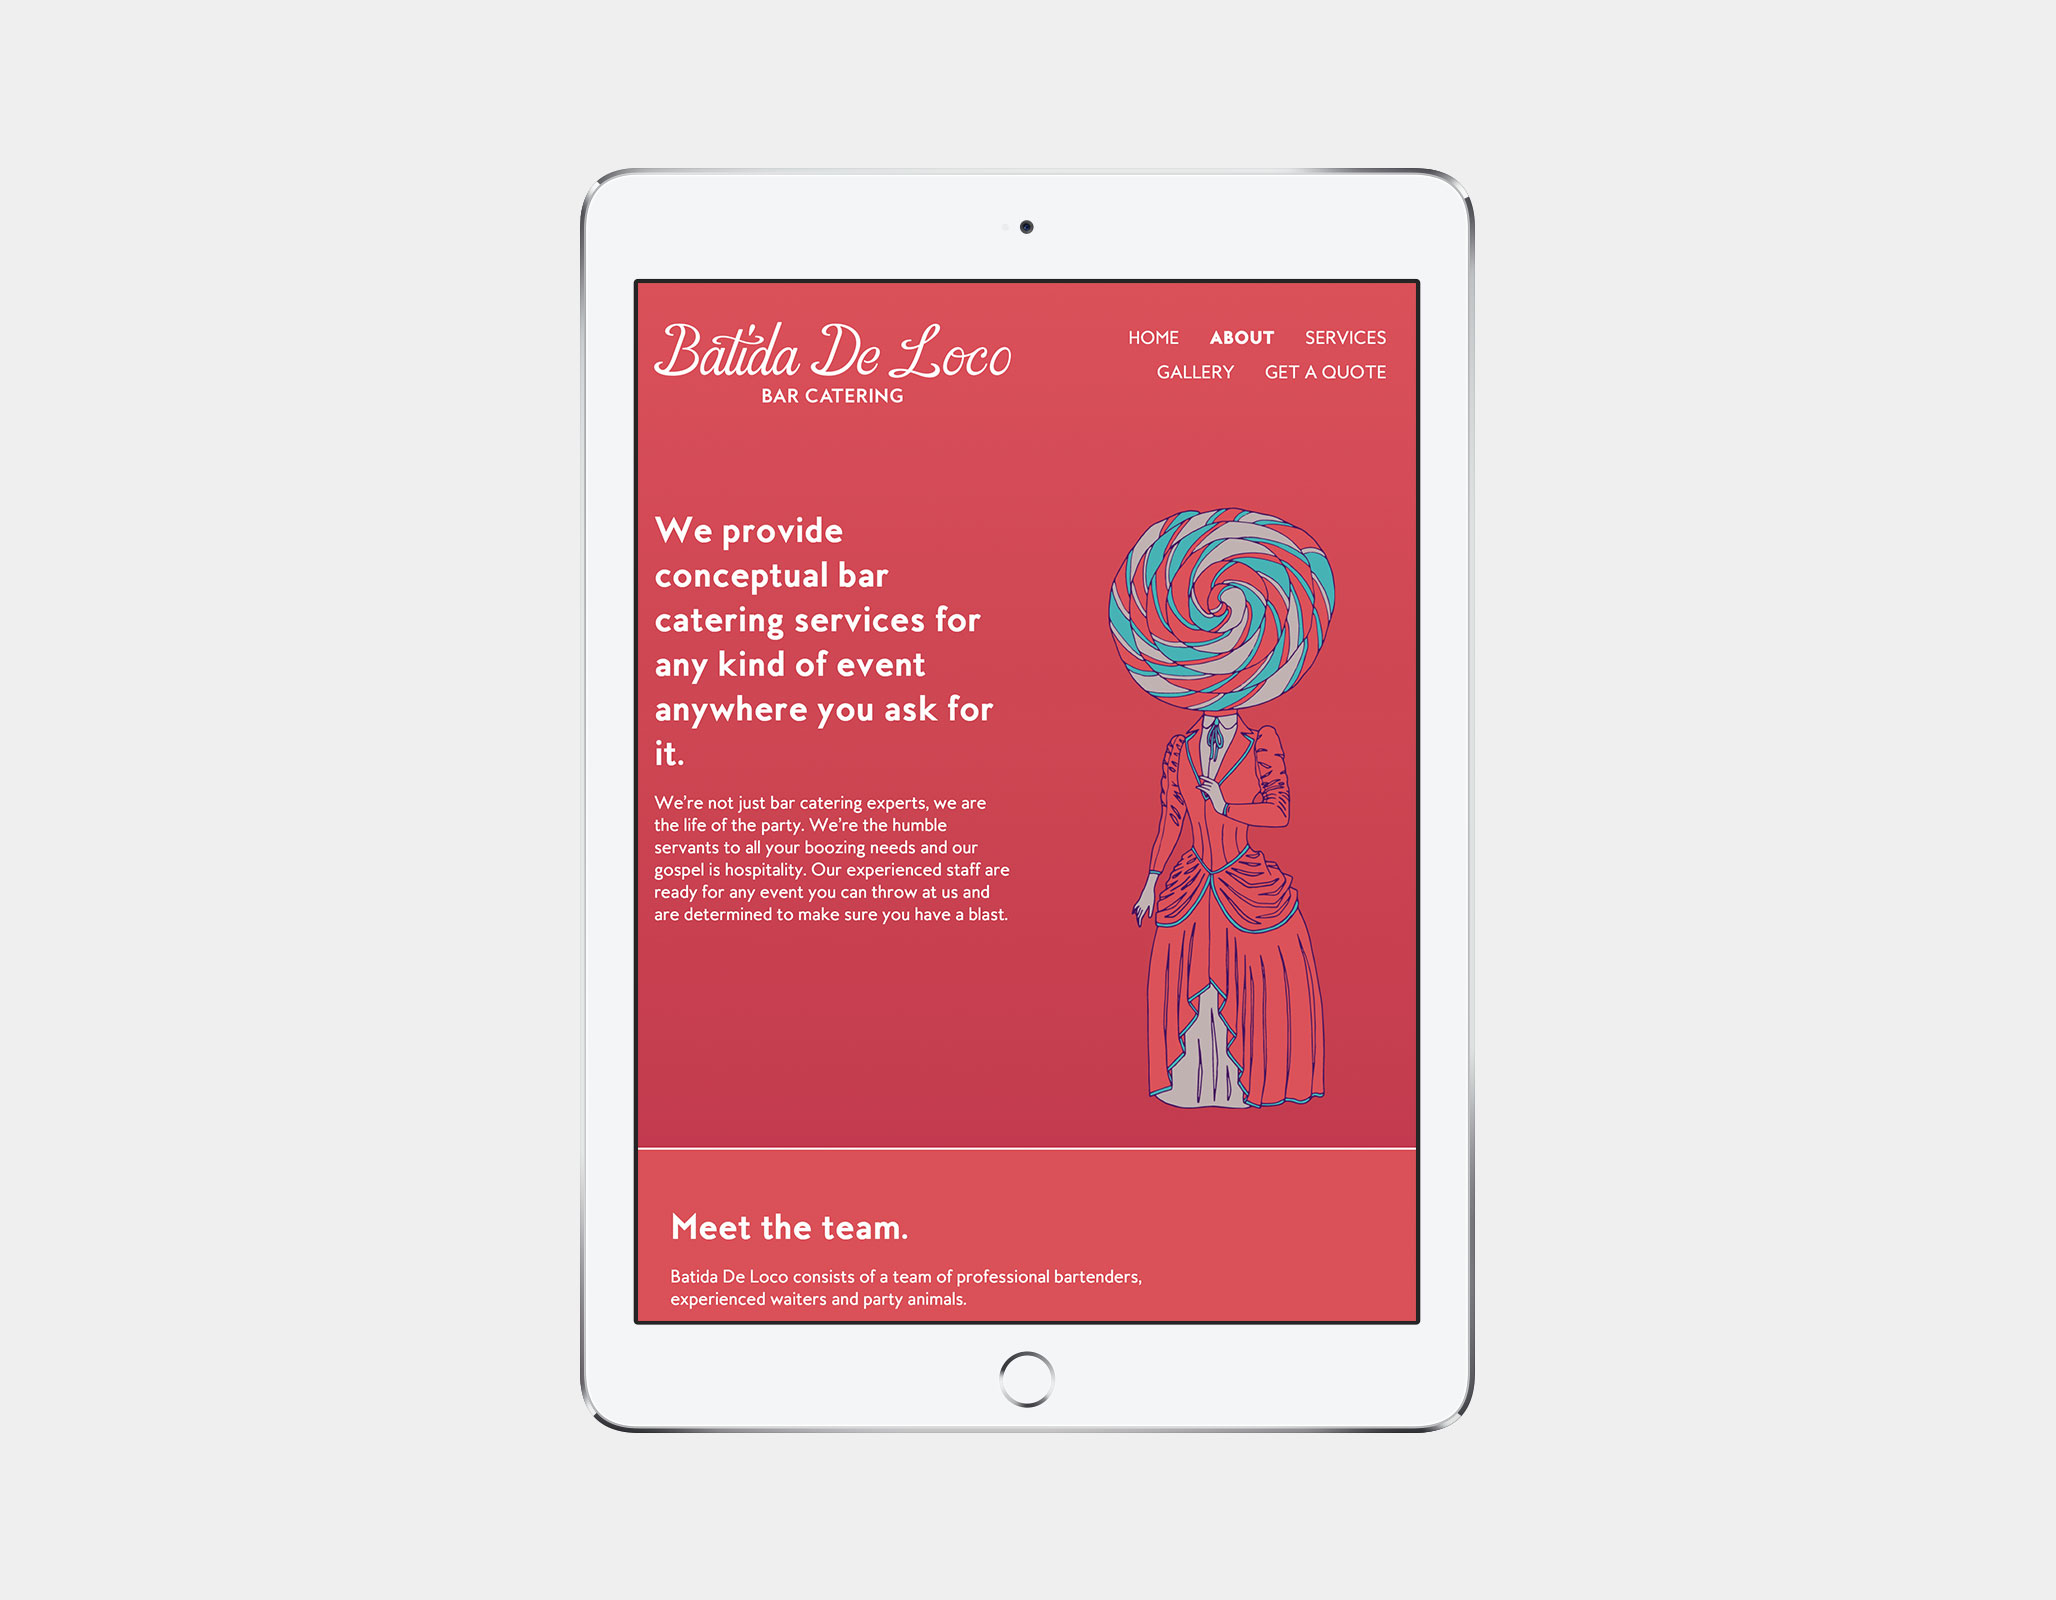 Batida De Loco
BAR CATERING
HOME ABOUT SERVICES
GALLERY GET A QUOTE
We provide
conceptual bar
catering services for
any kind of event
anywhere you ask for
it.
We're not just bar catering experts, we are
the life of the party. We're the humble
servants to all your boozing needs and our
gospel is hospitality. Our experienced staff are
ready for any event you can throw at us and
are determined to make sure you have a blast.
Meet the team.
Batida De Loco consists of a team of professional bartenders,
experienced waiters and party animals.